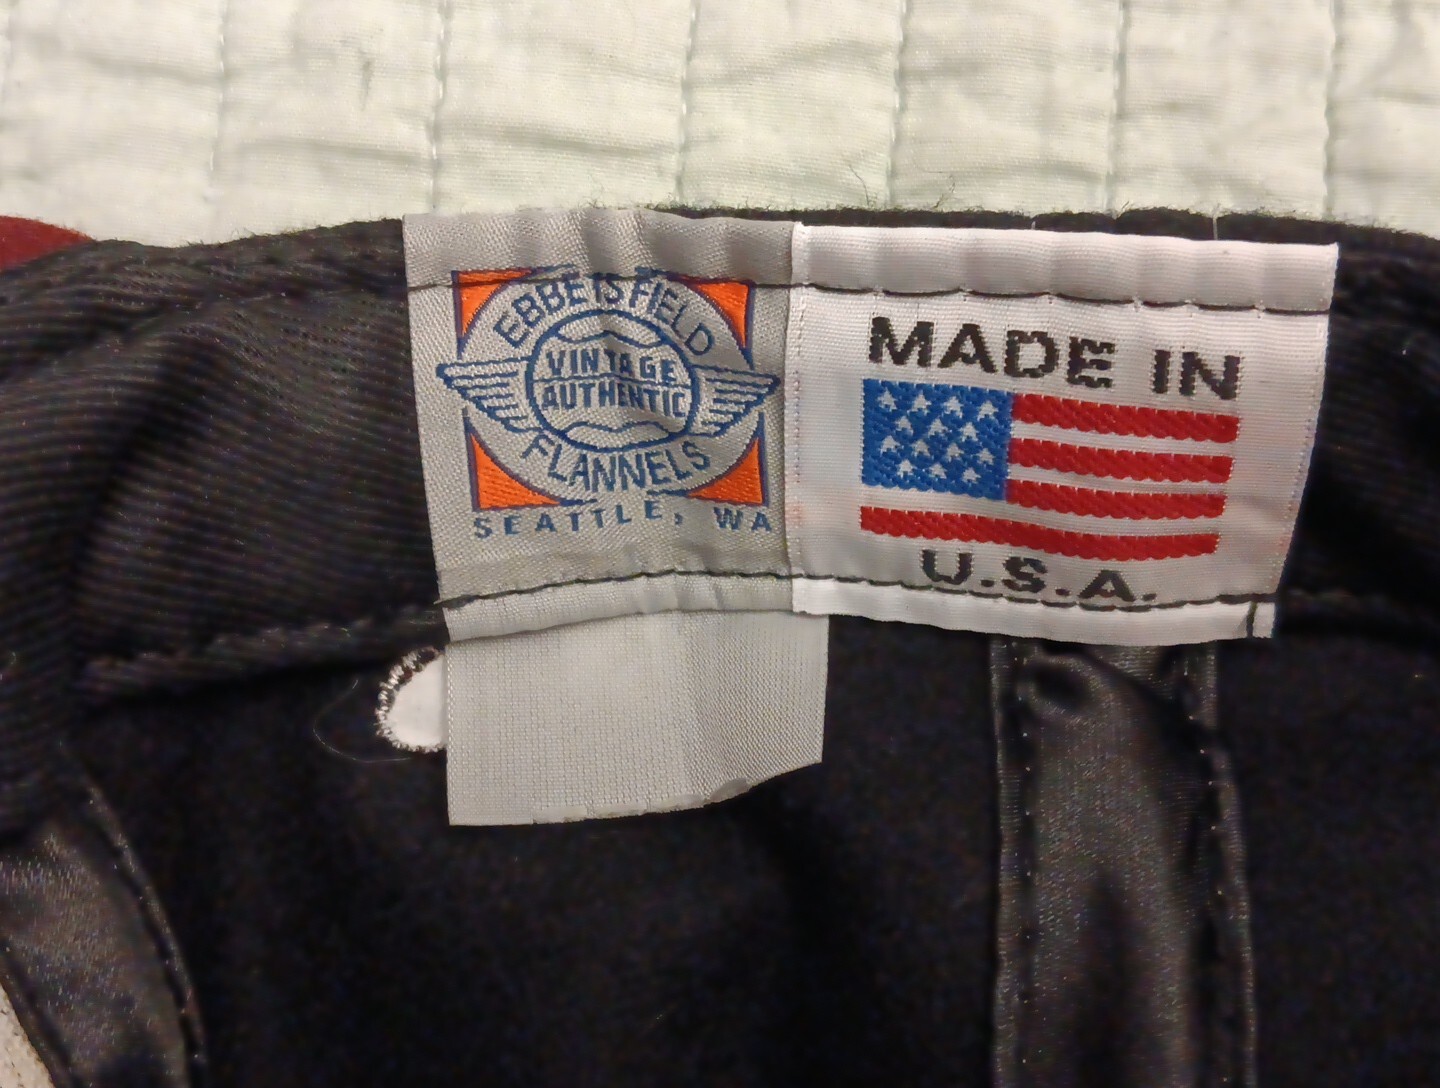 EBBETS FIELD
VINTAGE
AUTHENTIC
FLANNELS
SEATTLE, WA
MADE IN
U.S.A.